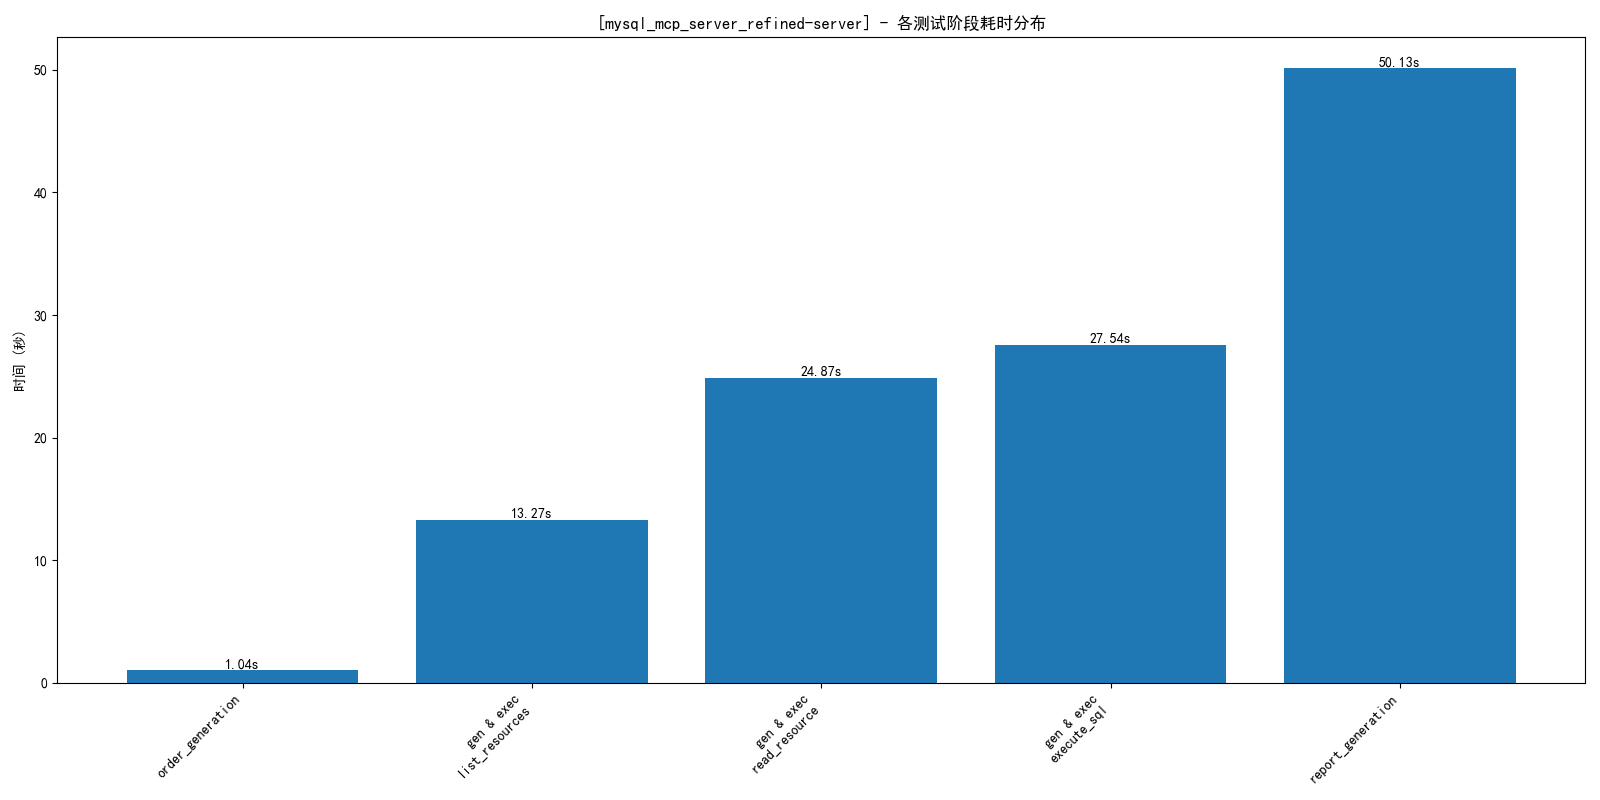 [mysql_mcp_server_refined-server] - 各测试阶段耗时分布
时间 (秒)
50
40
30
20
10
0
1.04s
13.27s
24.87s
27.54s
50.13s
order_generation
gen & exec
list_resources
gen & exec
read_resource
gen & exec
execute_sql
report_generation